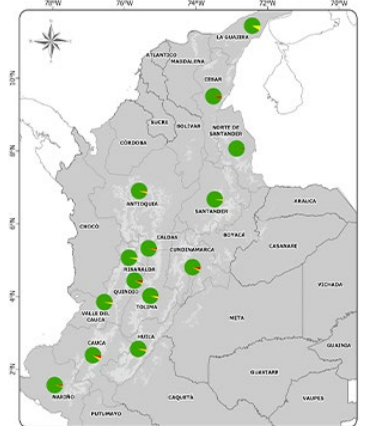 78°W 76°W 74°W 72°W 70°W
LA GUAJIRA
ATLANTICO
MAGDALENA
10°N
CESAR
SUCRE
BOLIVAR
NORTE DE
SANTANDER
CÓRDOBA
8°N
ANTIOQUIA
SANTANDER
ARAUCA
6°N
CHOCÓ
BOYACÁ
CALDAS
CUNDINAMARCA
CASANARE
RISARALDA
QUINDIO
VICHADA
4°N
TOLIMA
VALLE DEL
CAUCA
META
HUILA
CAUCA
GUAINIA
2°N
GUAVIARE
NARIÑO
CAQUETA
VAUPES
PUTUMAYO